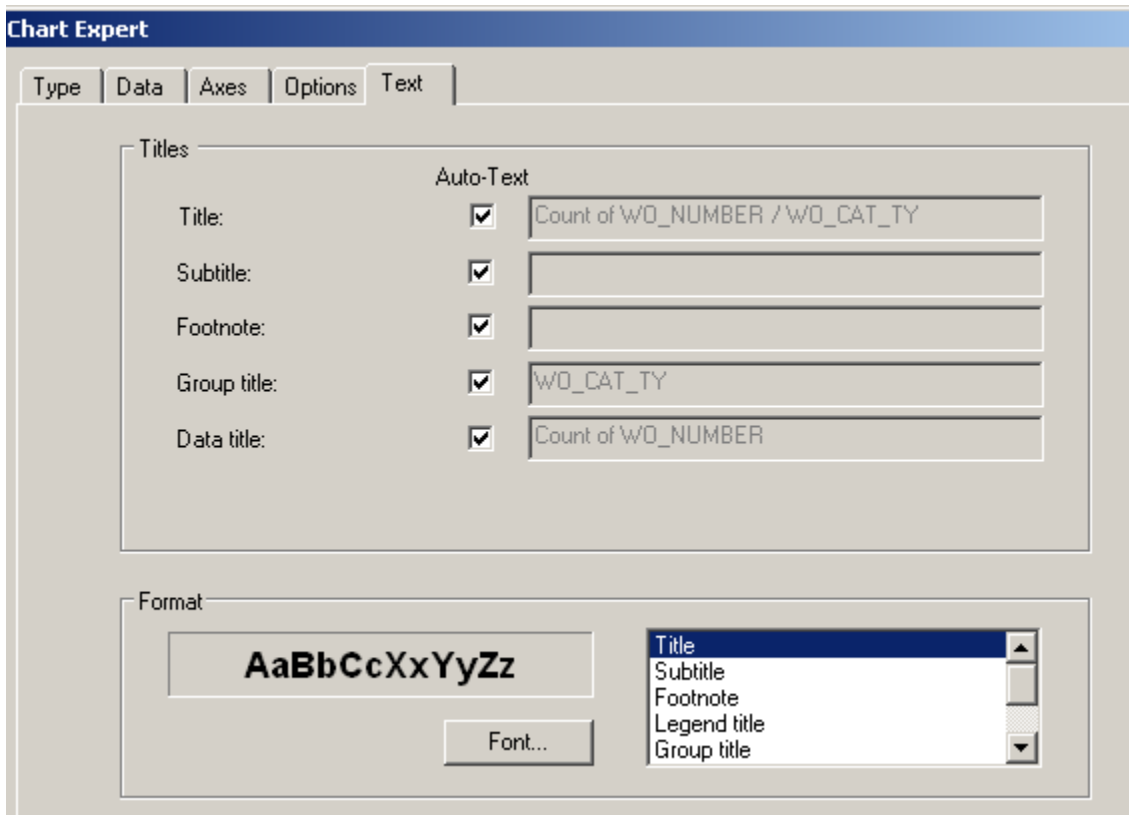 Chart Expert
Type Data Axes Options Text
Titles
Auto-Text
Title: Count of WO_NUMBER / WO_CAT_TY
Subtitle:
Footnote:
Group title: WO_CAT_TY
Data title: Count of WO_NUMBER
Format
AaBbCcXxYyZz
Font...
Title
Subtitle
Footnote
Legend title
Group title